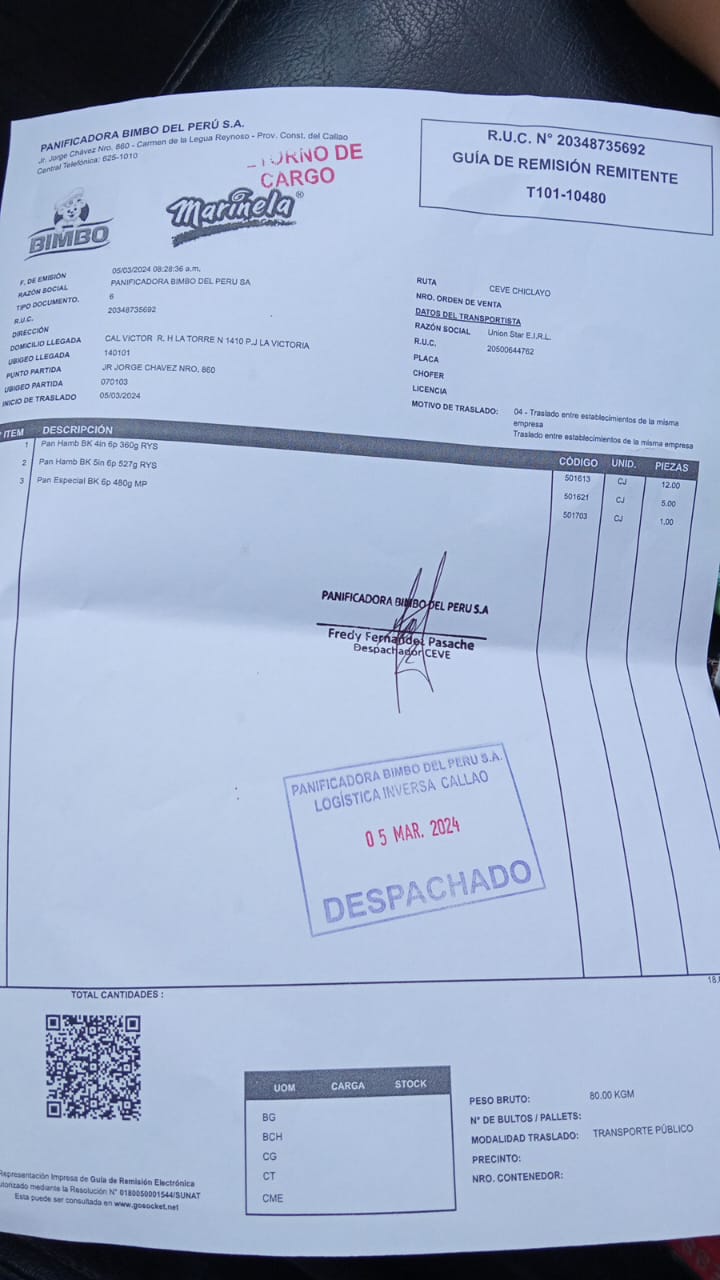 PANIFICADORA BIMBO DEL PERÚ S.A.
Jr. Jorge Chávez Nro. 860 - Carmen de la Legua Reynoso - Prov. Const. del Callao
Central Telefónica: 625-1010
TORNO DE
CARGO
R.U.C. N° 20348735692
GUÍA DE REMISIÓN REMITENTE
T101-10480
BIMBO
Marinela®
F. DE EMISIÓN 05/03/2024 08:28:36 a.m.
RAZÓN SOCIAL PANIFICADORA BIMBO DEL PERU SA
TIPO DOCUMENTO. 6
R.U.C. 20348735692
DIRECCIÓN
DOMICILIO LLEGADA CAL VICTOR R. H LA TORRE N 1410 P.J LA VICTORIA
UBIGEO LLEGADA 140101
PUNTO PARTIDA JR JORGE CHAVEZ NRO. 860
UBIGEO PARTIDA 070103
INICIO DE TRASLADO 05/03/2024
RUTA CEVE CHICLAYO
NRO. ORDEN DE VENTA
DATOS DEL TRANSPORTISTA
RAZÓN SOCIAL Union Star E.I.R.L.
R.U.C. 20500644762
PLACA
CHOFER
LICENCIA
MOTIVO DE TRASLADO: 04 - Traslado entre establecimientos de la misma
empresa
Traslado entre establecimientos de la misma empresa
ITEM DESCRIPCIÓN CÓDIGO UNID. PIEZAS
1 Pan Hamb BK 4in 6p 360g RYS 501613 CJ 12.00
2 Pan Hamb BK 5in 6p 527g RYS 501621 CJ 5.00
3 Pan Especial BK 6p 480g MP 501703 CJ 1.00
PANIFICADORA BIMBO DEL PERU S.A
Fredy Fernandez Pasache
Despachador CEVE
PANIFICADORA BIMBO DEL PERU S.A.
LOGÍSTICA INVERSA CALLAO
05 MAR. 2024
DESPACHADO
TOTAL CANTIDADES :
UOM CARGA STOCK
BG
BCH
CG
CT
CME
PESO BRUTO: 80.00 KGM
N° DE BULTOS / PALLETS:
MODALIDAD TRASLADO: TRANSPORTE PÚBLICO
PRECINTO:
NRO. CONTENEDOR:
Representación Impresa de Guía de Remisión Electrónica
utorizado mediante la Resolución N° 0180050001544/SUNAT
Esta puede ser consultada en www.gosocket.net